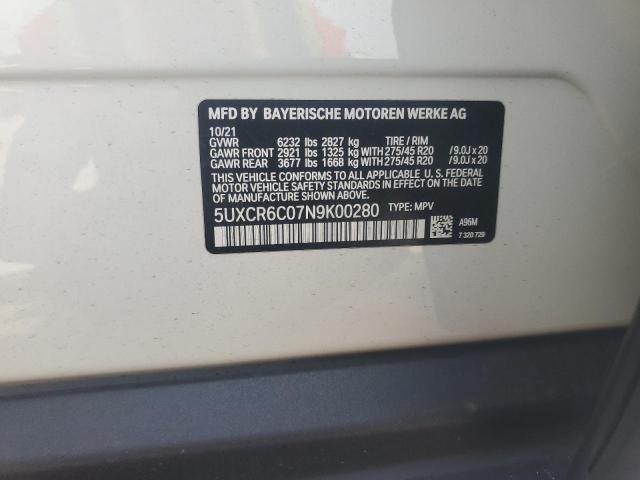 MFD BY BAYERISCHE MOTOREN WERKE AG
10/21
GVWR 6232 lbs 2827 kg TIRE / RIM
GAWR FRONT 2921 lbs 1325 kg WITH 275/45 R20 /9.0J x 20
GAWR REAR 3677 lbs 1668 kg WITH 275/45 R20 /9.0J x 20
THIS VEHICLE CONFORMS TO ALL APPLICABLE U. S. FEDERAL
MOTOR VEHICLE SAFETY STANDARDS IN EFFECT ON THE
DATE OF MANUFACTURE SHOWN ABOVE.
5UXCR6C07N9K00280 TYPE: MPV
A96M
7 320 729